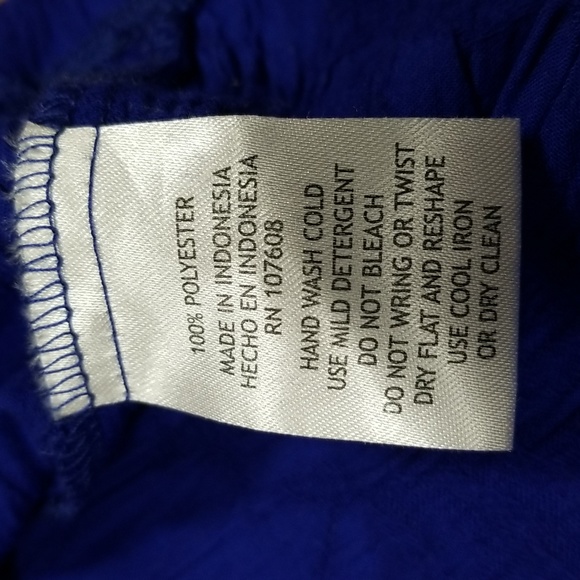 100% POLYESTER
MADE IN INDONESIA
HECHO EN INDONESIA
RN 107608
HAND WASH COLD
USE MILD DETERGENT
DO NOT BLEACH
DO NOT WRING OR TWIST
DRY FLAT AND RESHAPE
USE COOL IRON
OR DRY CLEAN